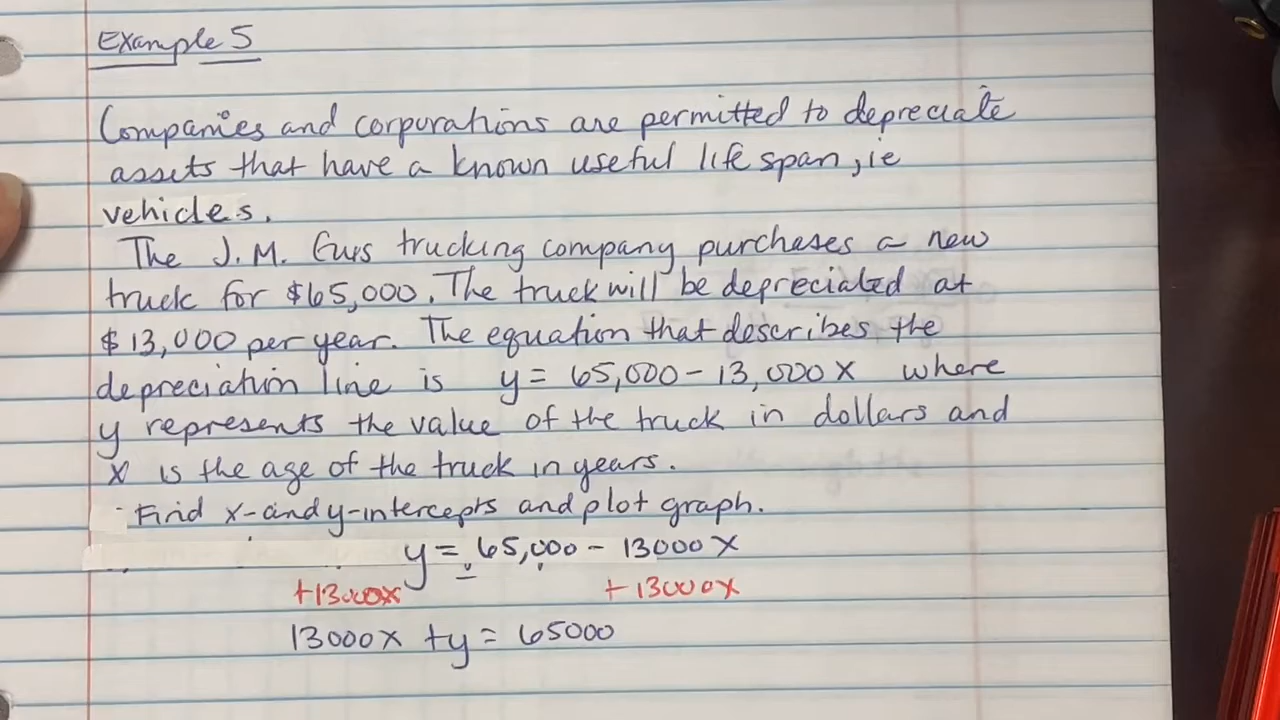 Example 5
Companies and corporations are permitted to depreciate
assets that have a known useful life span, ie
vehicles.
The J.M. trucking company purchases a new
truck for $65,000. The truck will be depreciated at
$13,000 per year. The equation that describes the
depreciation line is y = 65,000 - 13,000x where
y represents the value of the truck in dollars and
x is the age of the truck in years.
Find x-and y-intercepts and plot graph.
y = 65,000 - 13000x
+13000x +13000x
13000x + y = 65000